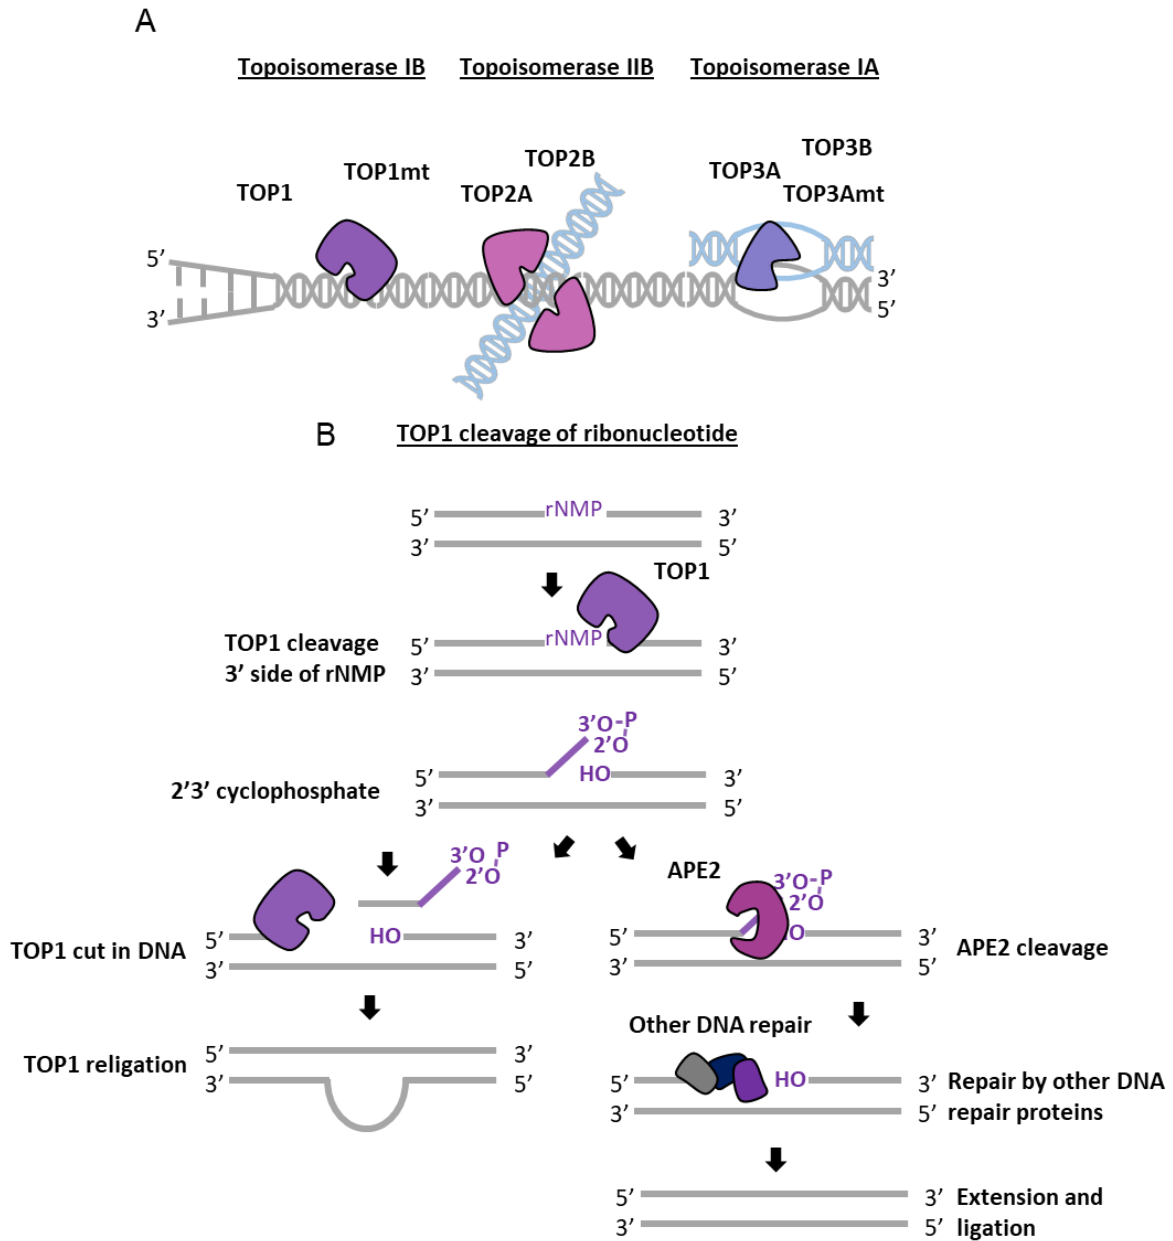 A
Topoisomerase IB Topoisomerase IIB Topoisomerase IA
TOP1 TOP1mt TOP2A TOP2B TOP3A TOP3B
TOP3Amt
5’ 3’
3’ 5’
B TOP1 cleavage of ribonucleotide
5’ rNMP 3’
3’ 5’
TOP1
TOP1 cleavage 5’ rNMP 3’
3’ side of rNMP 3’ 5’
3’O-P
2’O
5’ HO 3’
2’3’ cyclophosphate 3’ 5’
3’O P
2’O
TOP1 cut in DNA 5’ HO 3’
3’ 5’
APE2 3’O-P
2’O
5’ O 3’ APE2 cleavage
3’ 5’
TOP1 religation 5’ 3’
3’ 5’
Other DNA repair
5’ HO 3’ Repair by other DNA
3’ 5’ repair proteins
5’ 3’ Extension and
3’ 5’ ligation